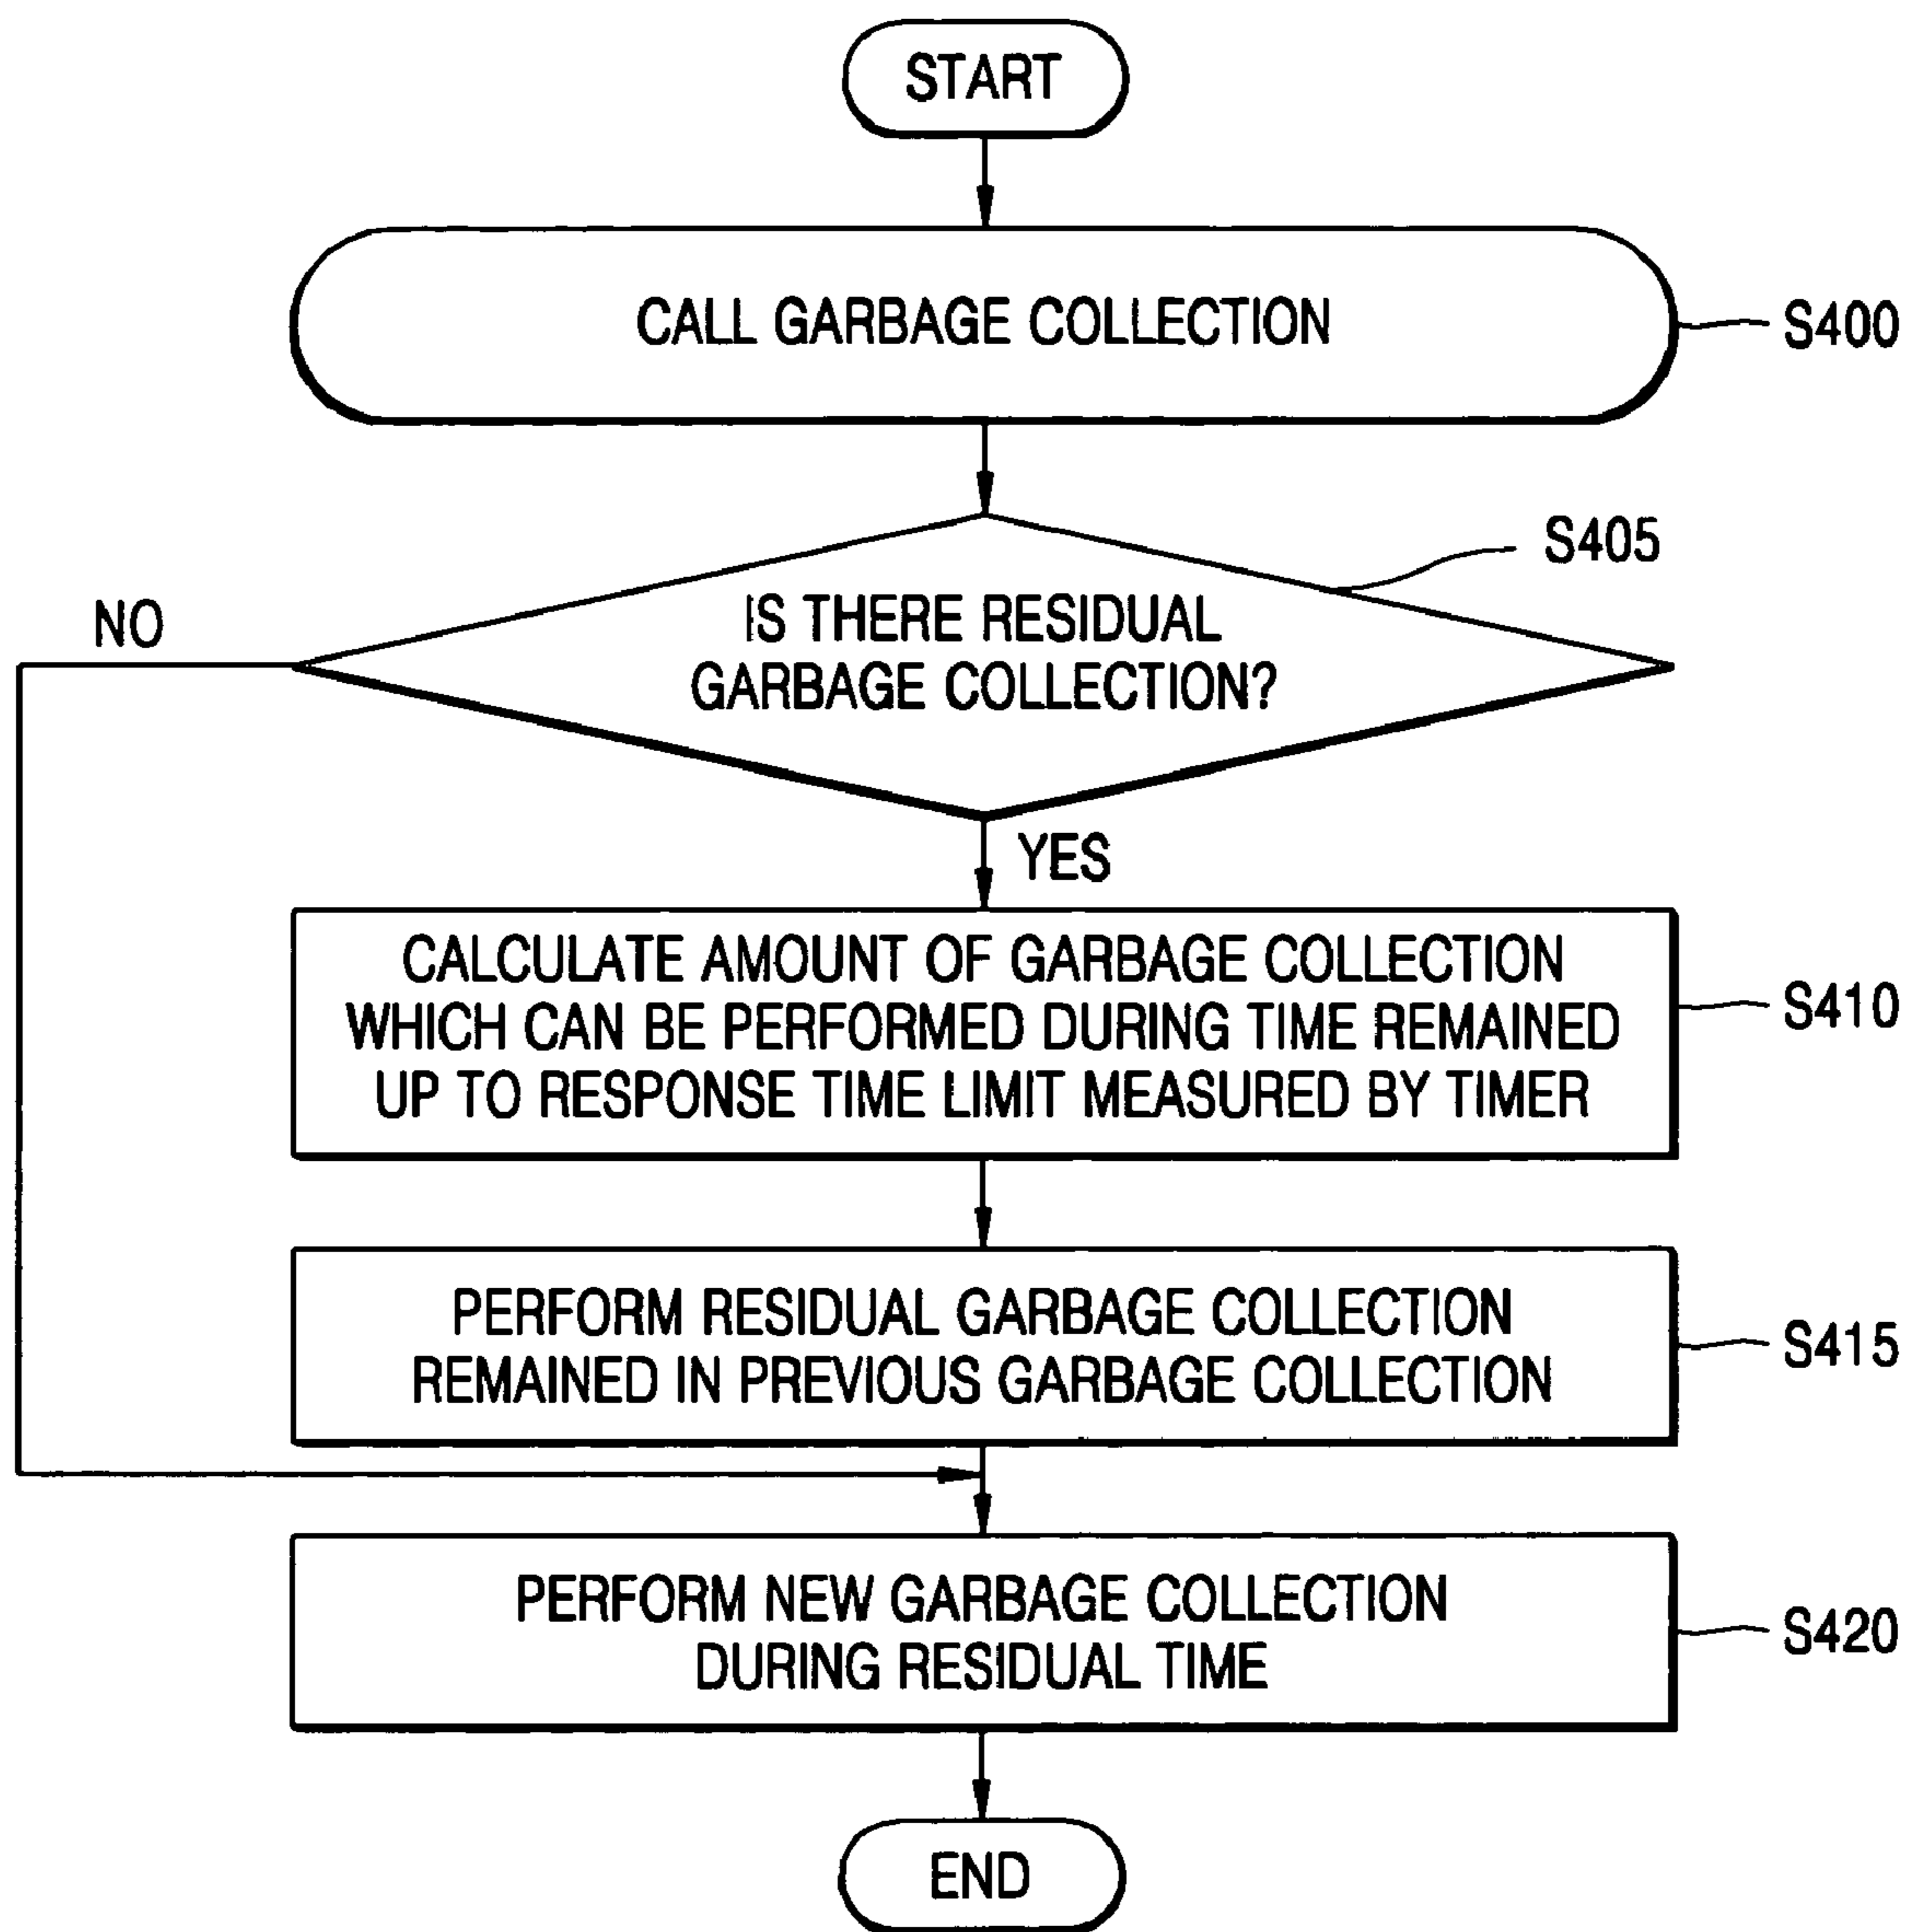 START
CALL GARBAGE COLLECTION
S400
S405
IS THERE RESIDUAL
GARBAGE COLLECTION?
NO
YES
CALCULATE AMOUNT OF GARBAGE COLLECTION
WHICH CAN BE PERFORMED DURING TIME REMAINED
UP TO RESPONSE TIME LIMIT MEASURED BY TIMER
S410
PERFORM RESIDUAL GARBAGE COLLECTION
REMAINED IN PREVIOUS GARBAGE COLLECTION
S415
PERFORM NEW GARBAGE COLLECTION
DURING RESIDUAL TIME
S420
END